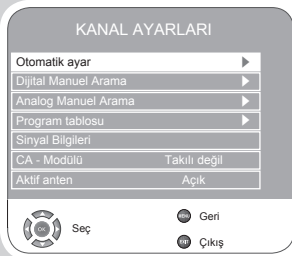 KANAL AYARLARI
Otomatik ayar
Dijital Manuel Arama
Analog Manuel Arama
Program tablosu
Sinyal Bilgileri
CA - Modülü Takılı değil
Aktif anten Açık
OK Seç
MENU Geri
EXIT Çıkış